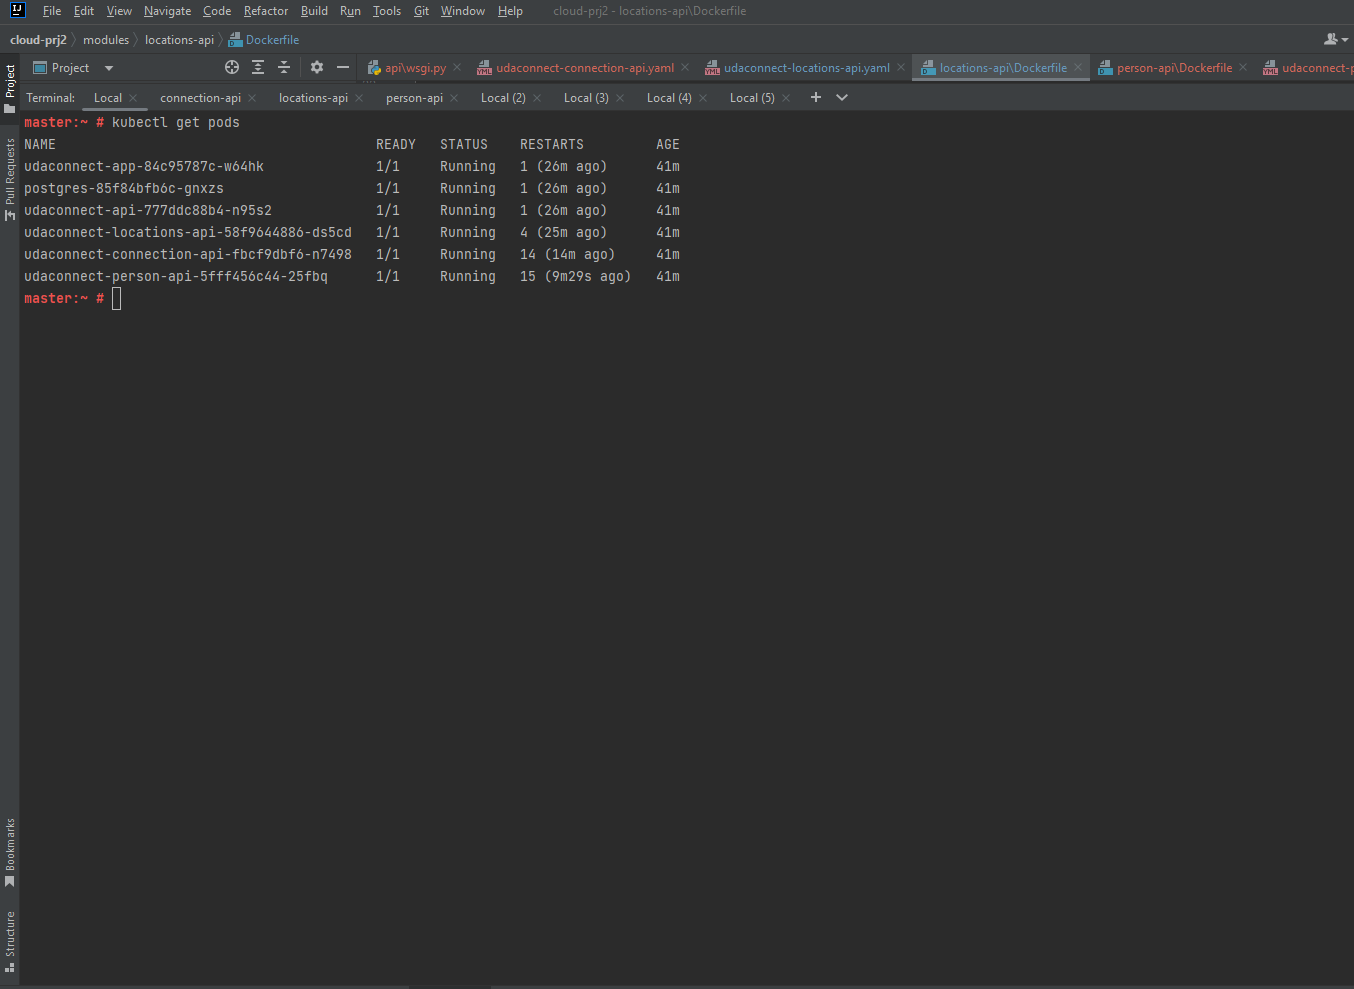 IJ File Edit View Navigate Code Refactor Build Run Tools Git Window Help cloud-prj2 - locations-api\Dockerfile
cloud-prj2 modules locations-api Dockerfile
Project api\wsgi.py udaconnect-connection-api.yaml udaconnect-locations-api.yaml locations-api\Dockerfile person-api\Dockerfile udaconnect-p
Terminal: Local connection-api locations-api person-api Local (2) Local (3) Local (4) Local (5)
master:~ # kubectl get pods
NAME READY STATUS RESTARTS AGE
udaconnect-app-84c95787c-w64hk 1/1 Running 1 (26m ago) 41m
postgres-85f84bfb6c-gnxzs 1/1 Running 1 (26m ago) 41m
udaconnect-api-777ddc88b4-n95s2 1/1 Running 1 (26m ago) 41m
udaconnect-locations-api-58f9644886-ds5cd 1/1 Running 4 (25m ago) 41m
udaconnect-connection-api-fbcf9dbf6-n7498 1/1 Running 14 (14m ago) 41m
udaconnect-person-api-5fff456c44-25fbq 1/1 Running 15 (9m29s ago) 41m
master:~ #
Project
Pull Requests
Bookmarks
Structure